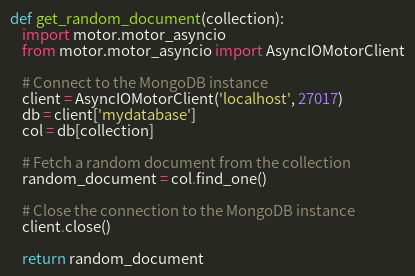 def get_random_document(collection):
    import motor.motor_asyncio
    from motor.motor_asyncio import AsyncIOMotorClient

    # Connect to the MongoDB instance
    client = AsyncIOMotorClient('localhost', 27017)
    db = client['mydatabase']
    col = db[collection]

    # Fetch a random document from the collection
    random_document = col.find_one()

    # Close the connection to the MongoDB instance
    client.close()

    return random_document